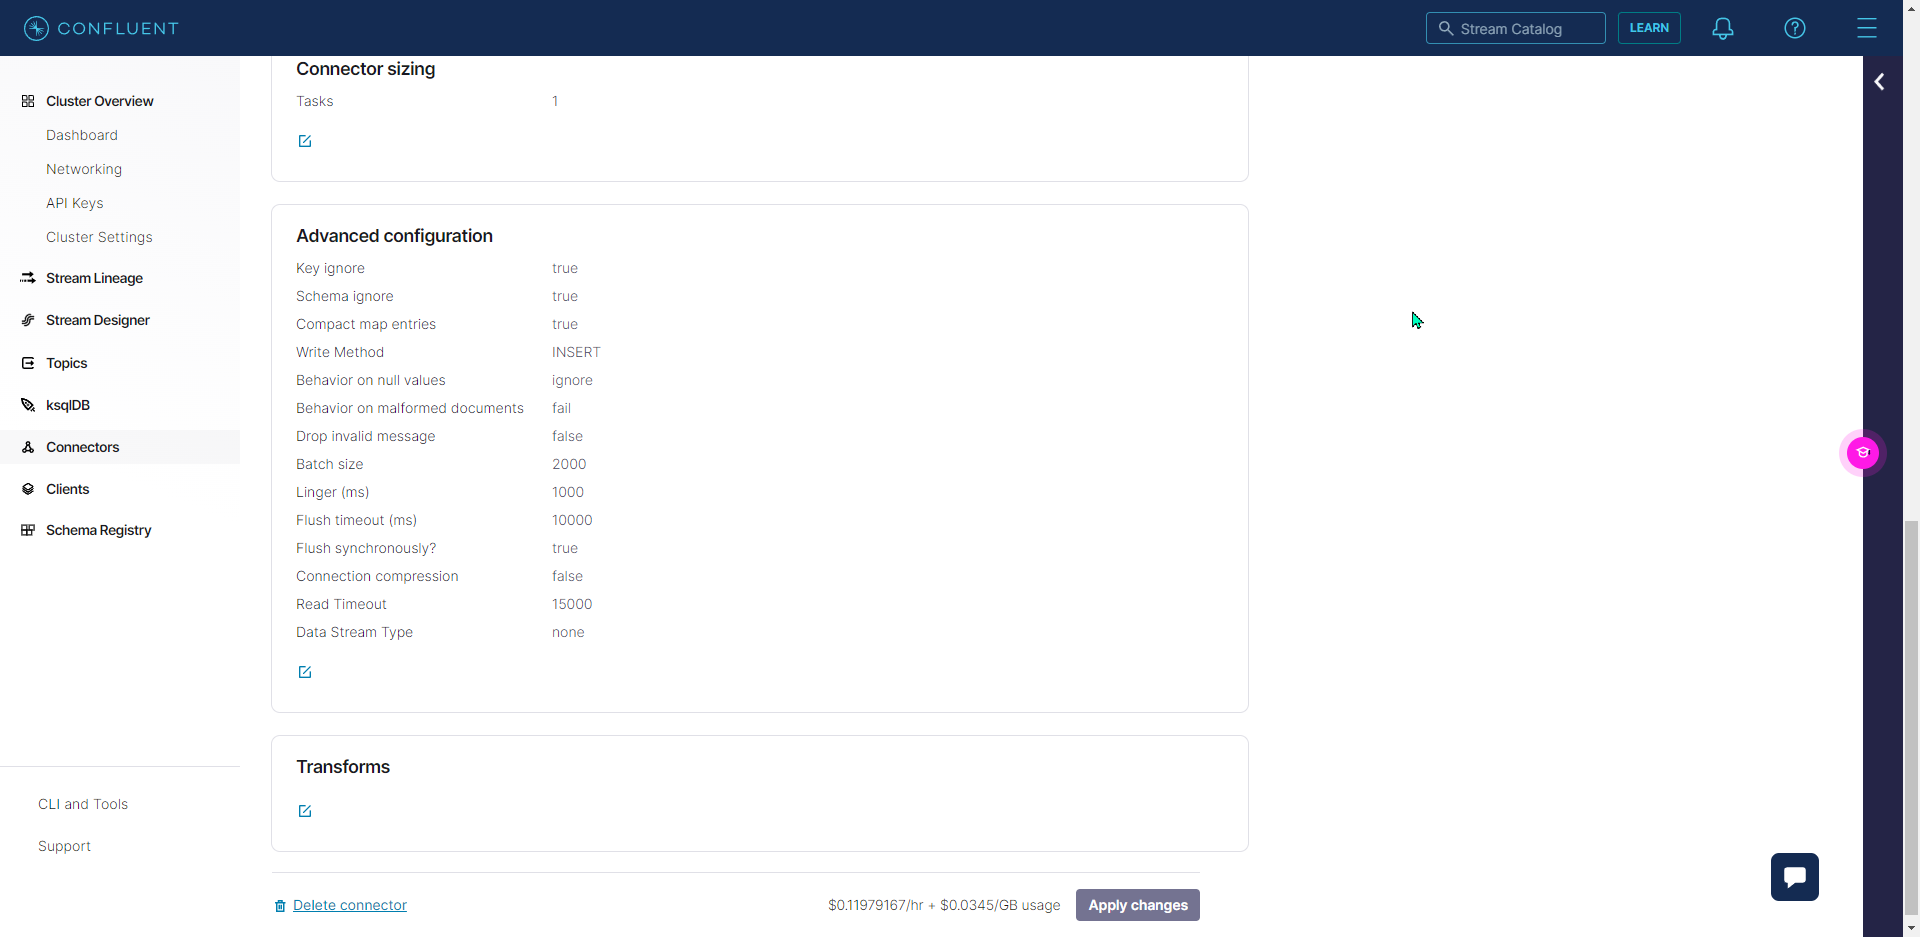 CONFLUENT
Stream Catalog
LEARN
Cluster Overview
Dashboard
Networking
API Keys
Cluster Settings
Stream Lineage
Stream Designer
Topics
ksqlDB
Connectors
Clients
Schema Registry
CLI and Tools
Support
Connector sizing
Tasks 1
Advanced configuration
Key ignore true
Schema ignore true
Compact map entries true
Write Method INSERT
Behavior on null values ignore
Behavior on malformed documents fail
Drop invalid message false
Batch size 2000
Linger (ms) 1000
Flush timeout (ms) 10000
Flush synchronously? true
Connection compression false
Read Timeout 15000
Data Stream Type none
Transforms
Delete connector
$0.11979167/hr + $0.0345/GB usage
Apply changes